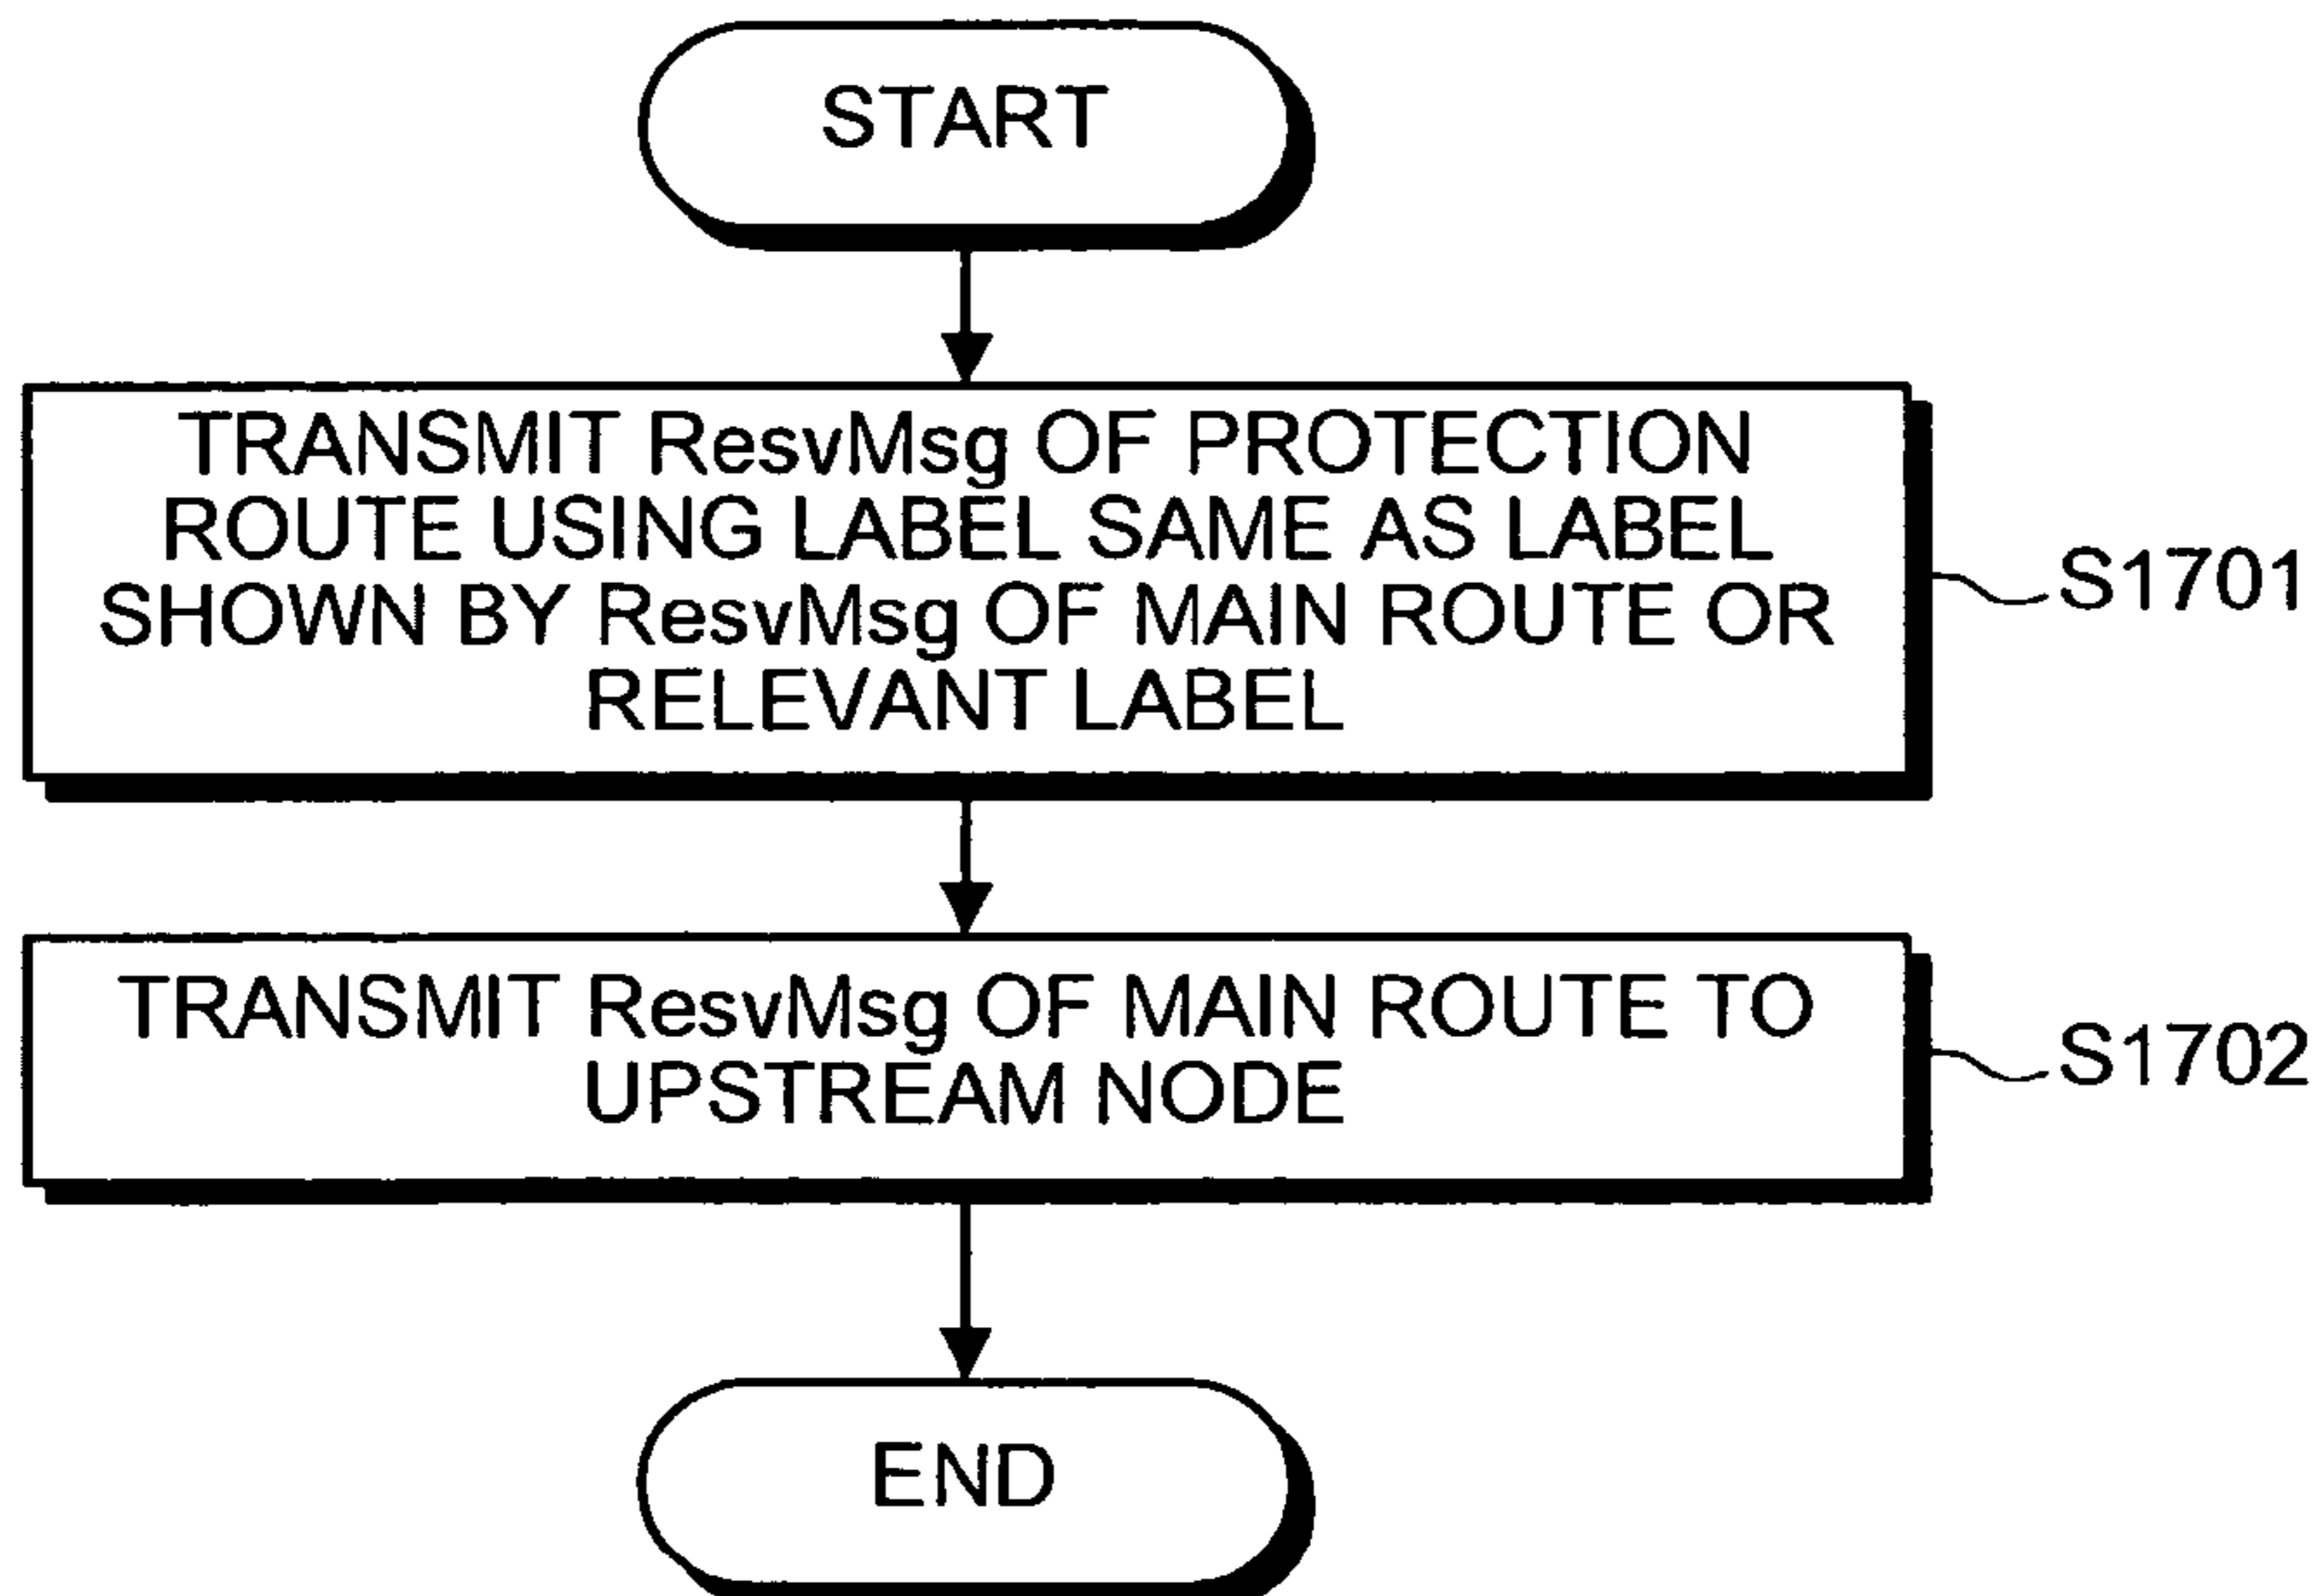 START
TRANSMIT ResvMsg OF PROTECTION
ROUTE USING LABEL SAME AS LABEL
SHOWN BY ResvMsg OF MAIN ROUTE OR
RELEVANT LABEL
S1701
TRANSMIT ResvMsg OF MAIN ROUTE TO
UPSTREAM NODE
S1702
END